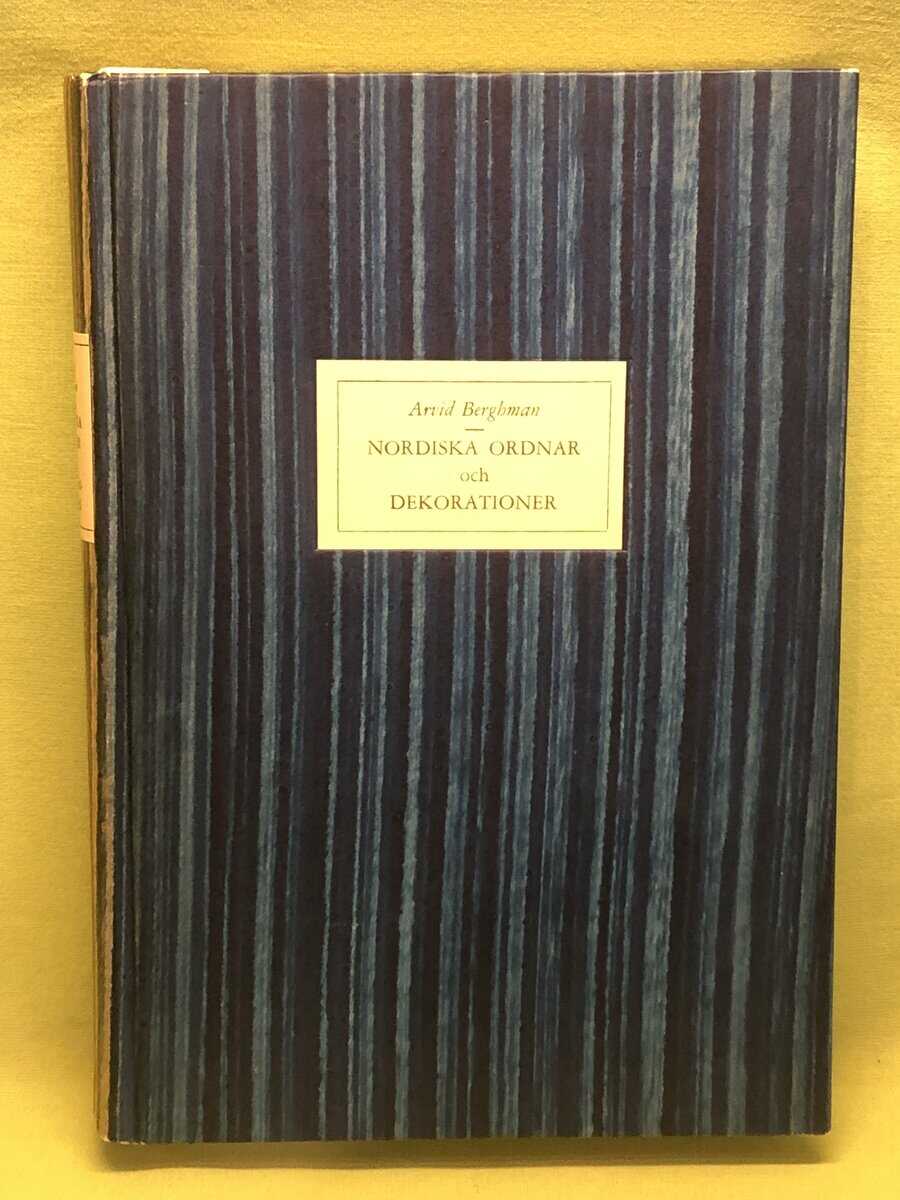 Arvid Berghman
NORDISKA ORDNAR
och
DEKORATIONER